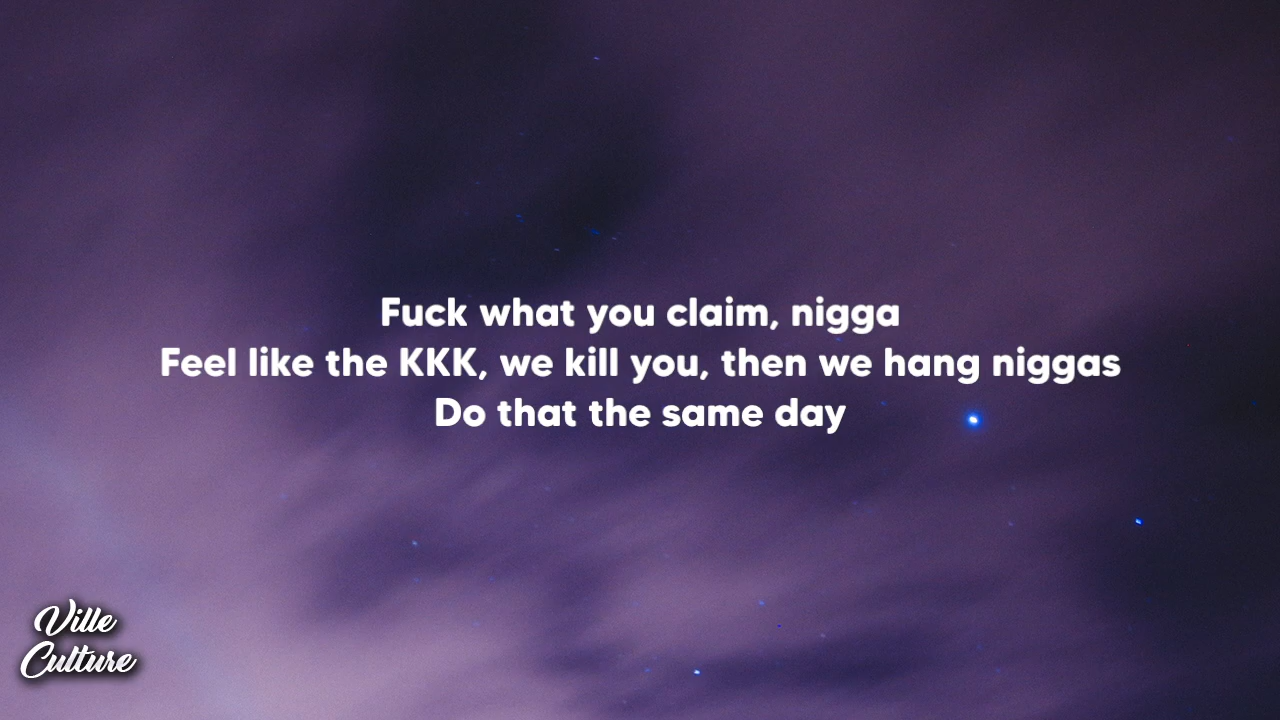 Fuck what you claim, nigga
Feel like the KKK, we kill you, then we hang niggas
Do that the same day
Ville
Culture